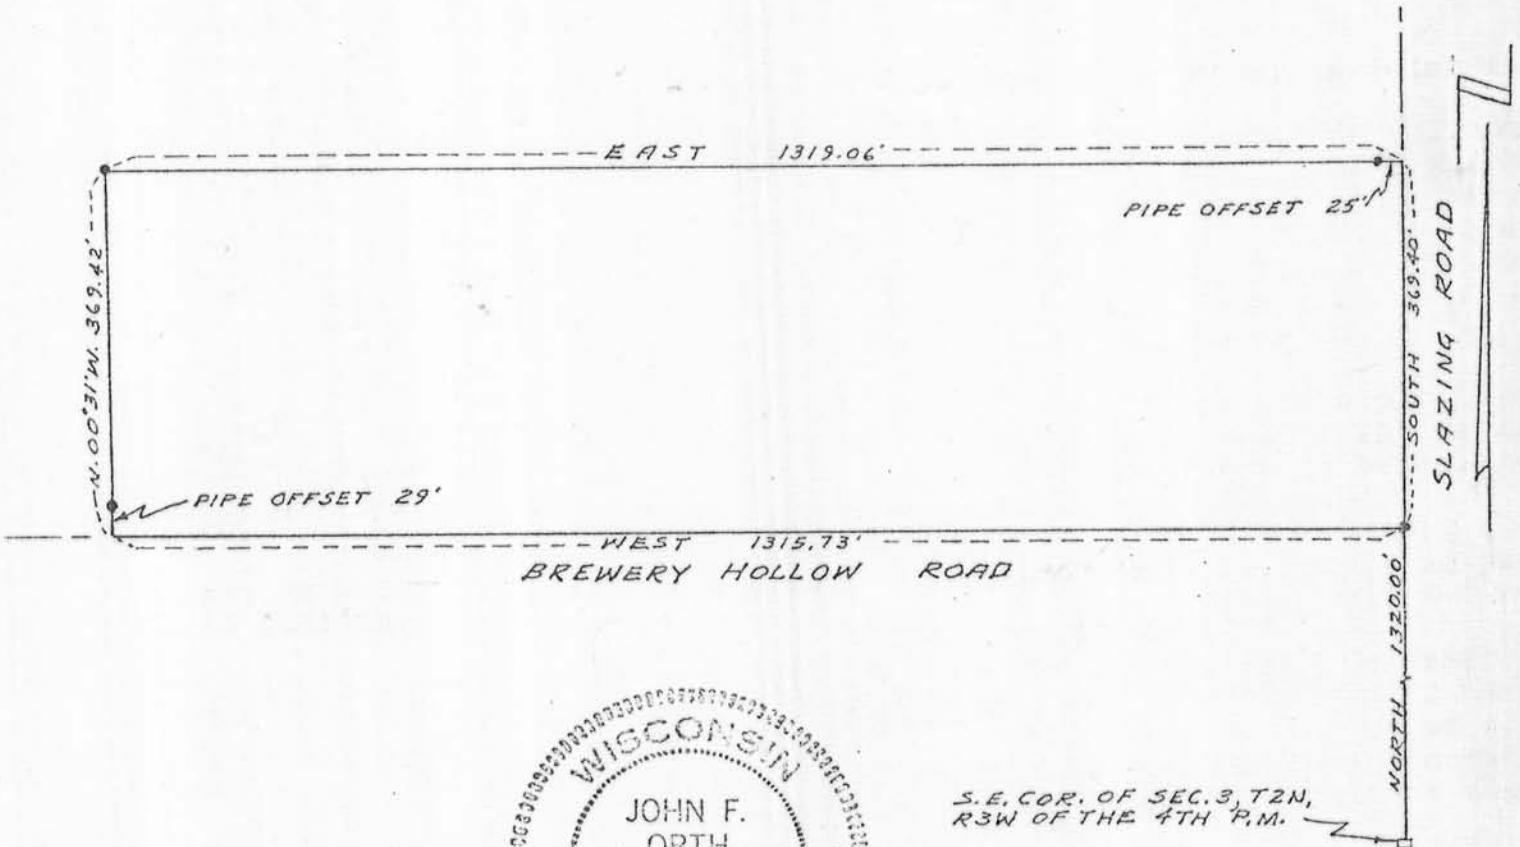 EAST 1319.06'
PIPE OFFSET 25'
N.00°31'W. 369.42'
SOUTH 369.40'
SLAZING ROAD
PIPE OFFSET 29'
WEST 1315.73'
BREWERY HOLLOW ROAD
NORTH 1320.00'
WISCONSIN
JOHN F.
ORTH
S.E. COR. OF SEC. 3, T2N,
R3W OF THE 4TH P.M.